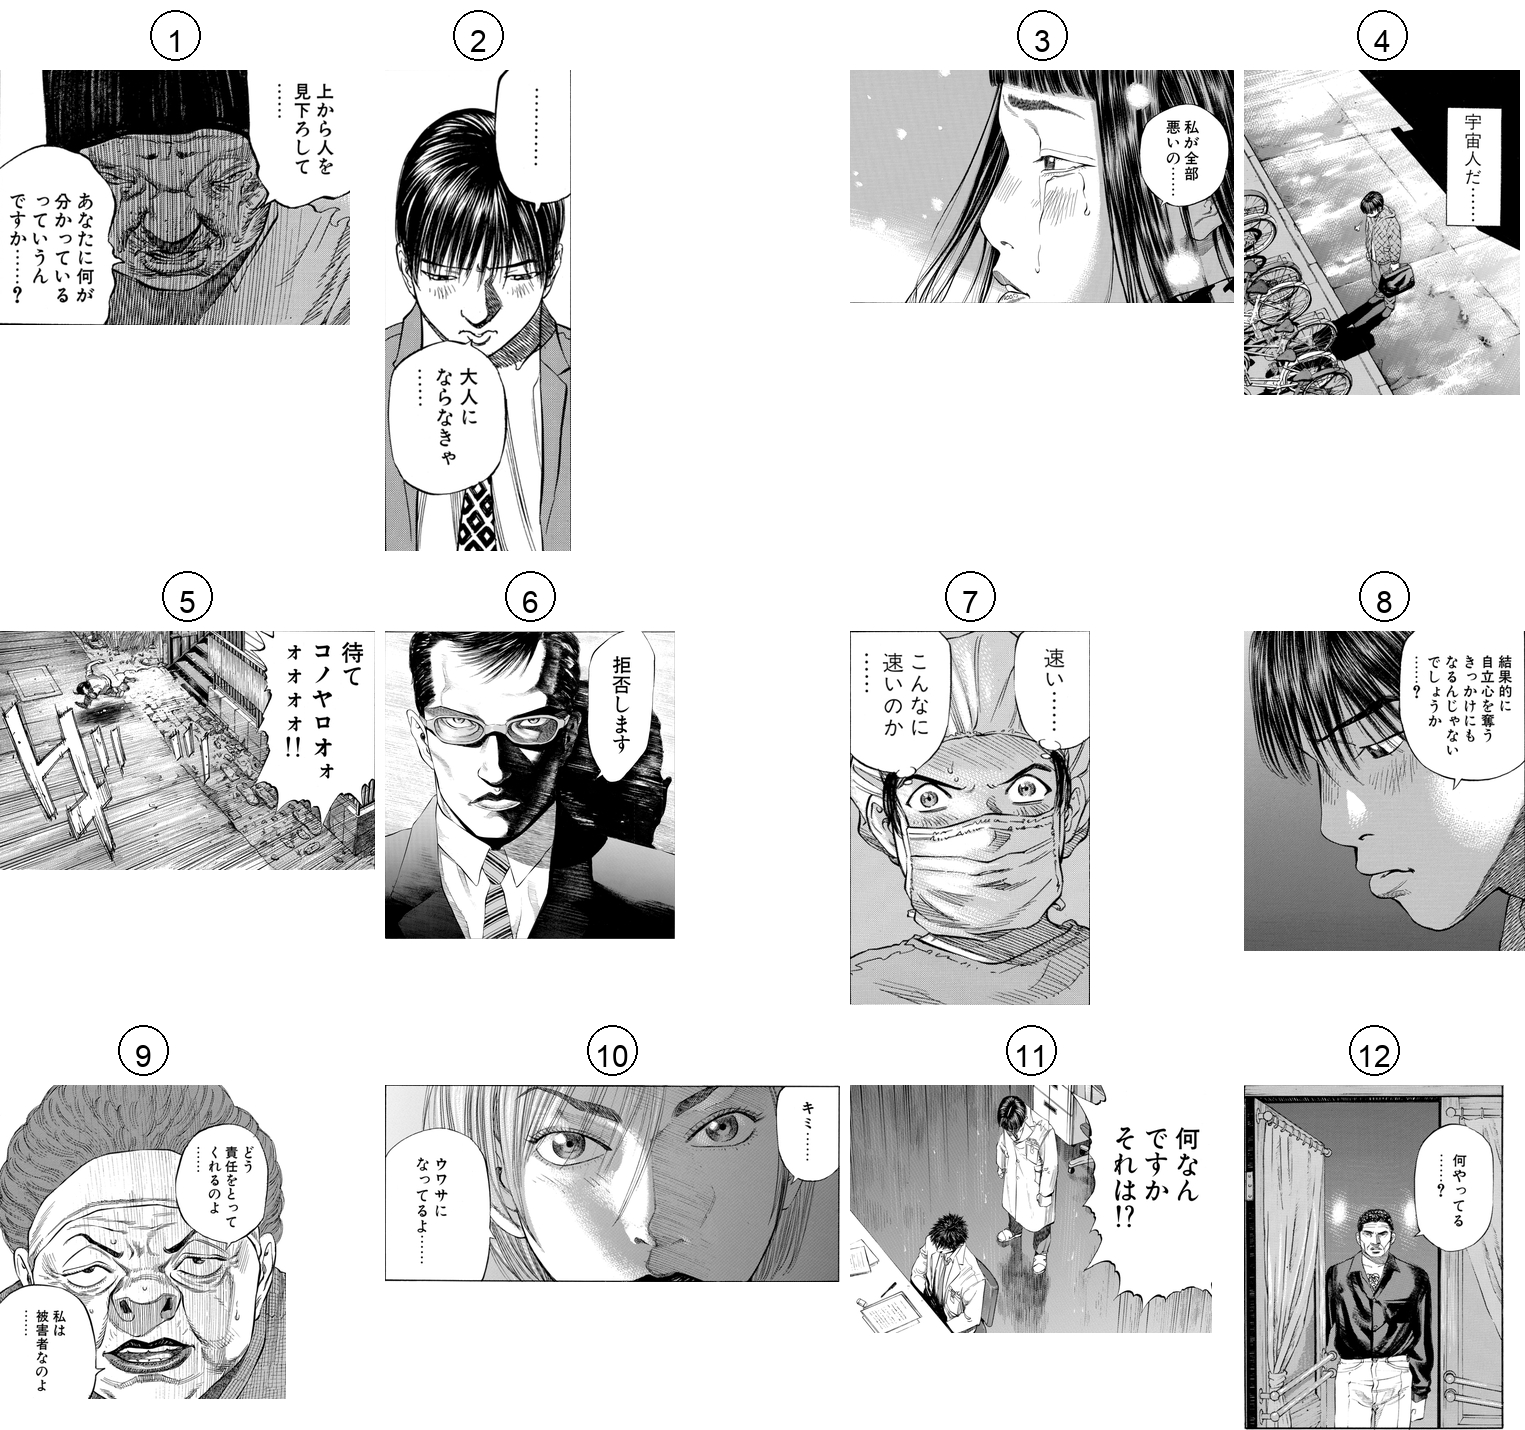 1
上から人を
見下ろして
……
あなたに何が
分かっている
っていうん
ですか……？
2
…………
大人に
ならなきゃ
……
3
私が全部
悪いの……
4
宇宙人だ……
5
待て
コノヤロオォ
ォォォォ!!
6
拒否します
7
速い……
こんなに
速いのか
……
8
結果的に
自立心を奪う
きっかけにも
なるんじゃない
でしょうか
……？
9
どう
責任をとって
くれるのよ
……
私は
被害者なのよ
……
10
キミ……
ウワサに
なってるよ……
11
何なん
ですか
それは!?
12
何やってる
……？